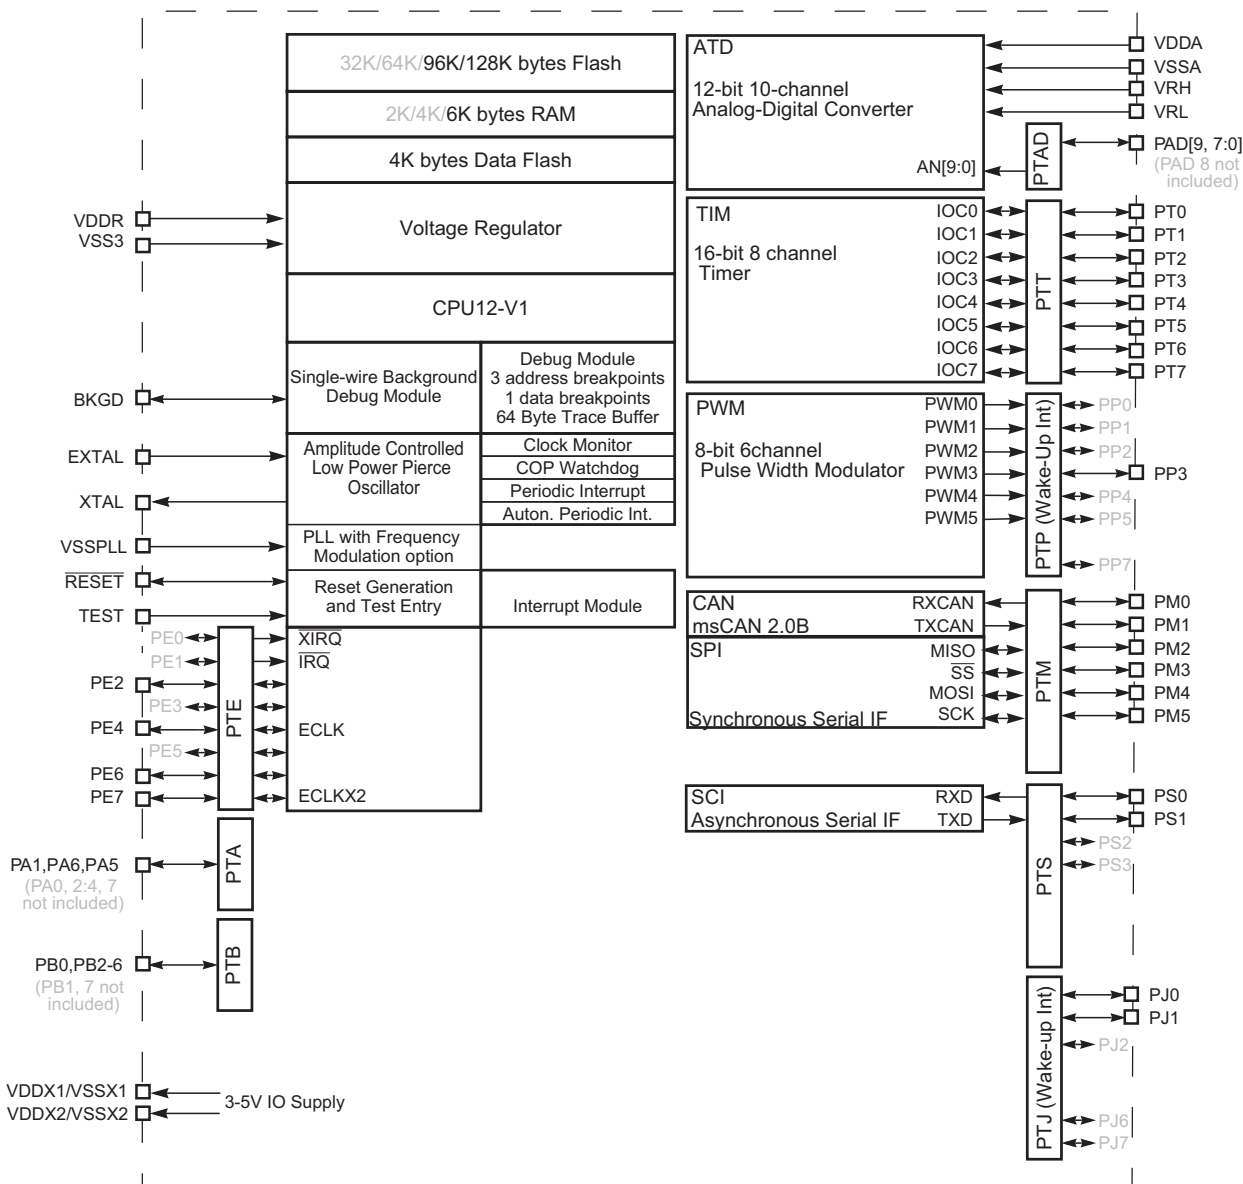 32K/64K/96K/128K bytes Flash
2K/4K/6K bytes RAM
4K bytes Data Flash
Voltage Regulator
CPU12-V1
Single-wire Background
Debug Module
Debug Module
3 address breakpoints
1 data breakpoints
64 Byte Trace Buffer
Amplitude Controlled
Low Power Pierce
Oscillator
Clock Monitor
COP Watchdog
Periodic Interrupt
Auton. Periodic Int.
PLL with Frequency
Modulation option
Reset Generation
and Test Entry
Interrupt Module
VDDR
VSS3
BKGD
EXTAL
XTAL
VSSPLL
RESET
TEST
PE0
PE1
PE2
PE3
PE4
PE5
PE6
PE7
PTE
XIRQ
IRQ
ECLK
ECLKX2
PA1,PA6,PA5
(PA0, 2:4, 7
not included)
PTA
PB0,PB2-6
(PB1, 7 not
included)
PTB
VDDX1/VSSX1
VDDX2/VSSX2
3-5V IO Supply
ATD
12-bit 10-channel
Analog-Digital Converter
AN[9:0]
PTAD
VDDA
VSSA
VRH
VRL
PAD[9, 7:0]
(PAD 8 not
included)
TIM
16-bit 8 channel
Timer
IOC0
IOC1
IOC2
IOC3
IOC4
IOC5
IOC6
IOC7
PTT
PT0
PT1
PT2
PT3
PT4
PT5
PT6
PT7
PWM
8-bit 6channel
Pulse Width Modulator
PWM0
PWM1
PWM2
PWM3
PWM4
PWM5
PTP (Wake-Up Int)
PP0
PP1
PP2
PP3
PP4
PP5
PP7
CAN
msCAN 2.0B
RXCAN
TXCAN
SPI
Synchronous Serial IF
MISO
SS
MOSI
SCK
PTM
PM0
PM1
PM2
PM3
PM4
PM5
SCI
Asynchronous Serial IF
RXD
TXD
PTS
PS0
PS1
PS2
PS3
PTJ (Wake-up Int)
PJ0
PJ1
PJ2
PJ6
PJ7